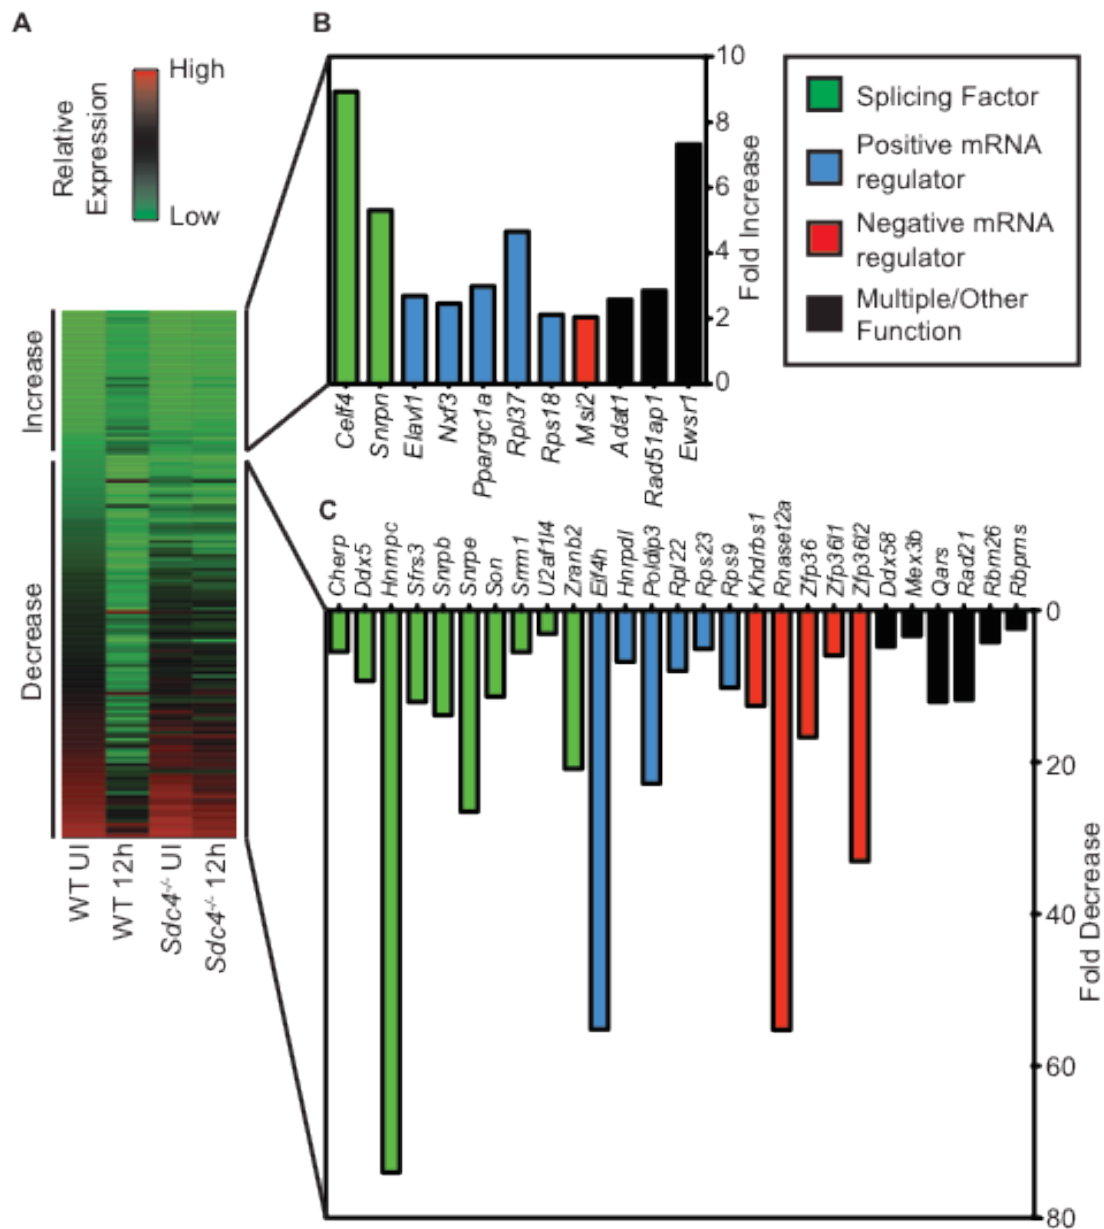 A
B
High
Relative
Expression
Low
10
8
6
4
2
0
Fold Increase
Splicing Factor
Positive mRNA
regulator
Negative mRNA
regulator
Multiple/Other
Function
Increase
Decrease
Celf4
Snrpn
Elavl1
Nxf3
Ppargc1a
Rpl37
Rps18
Msi2
Adat1
Rad51ap1
Ewsr1
C
Cherp
Ddx5
Hnrnpc
Sfrs3
Snrpb
Snrpe
Son
Srrm1
U2af1l4
Zranb2
Eif4h
Hnrpdl
Poldip3
Rpl22
Rps23
Rps9
Khdrbs1
Rnaset2a
Zfp36
Zfp36l1
Zfp36l2
Ddx58
Mex3b
Qars
Rad21
Rbm26
Rbpms
0
20
40
60
80
Fold Decrease
WT UI
WT 12h
Sdc4-/- UI
Sdc4-/- 12h